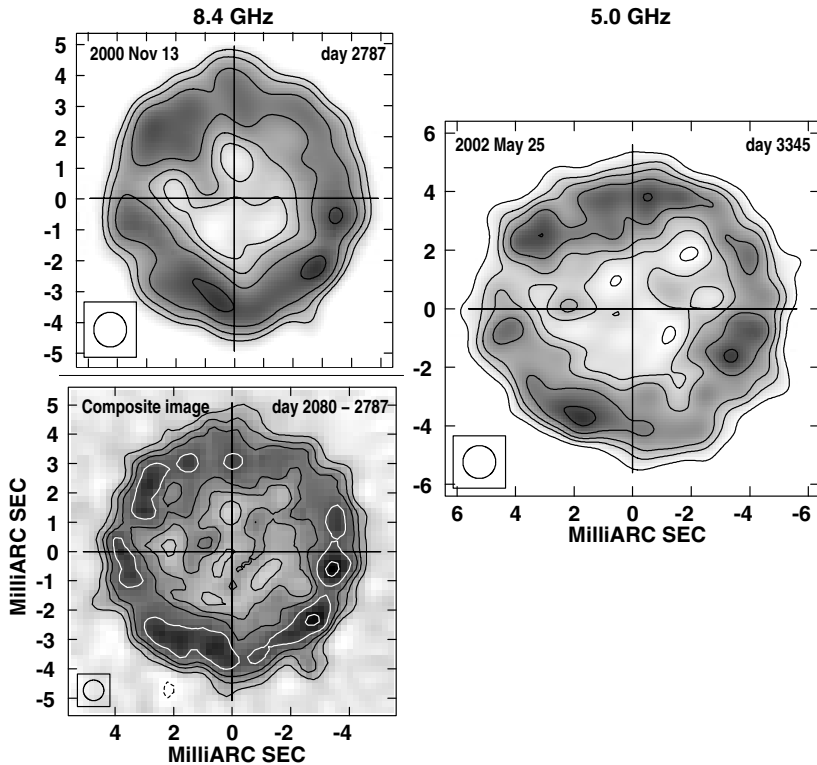 8.4 GHz
5.0 GHz
2000 Nov 13 day 2787
5
4
3
2
1
0
-1
-2
-3
-4
-5
2002 May 25 day 3345
6
4
2
0
-2
-4
-6
6 4 2 0 -2 -4 -6
MilliARC SEC
Composite image day 2080 – 2787
5
4
3
2
1
0
-1
-2
-3
-4
-5
MilliARC SEC
4 2 0 -2 -4
MilliARC SEC